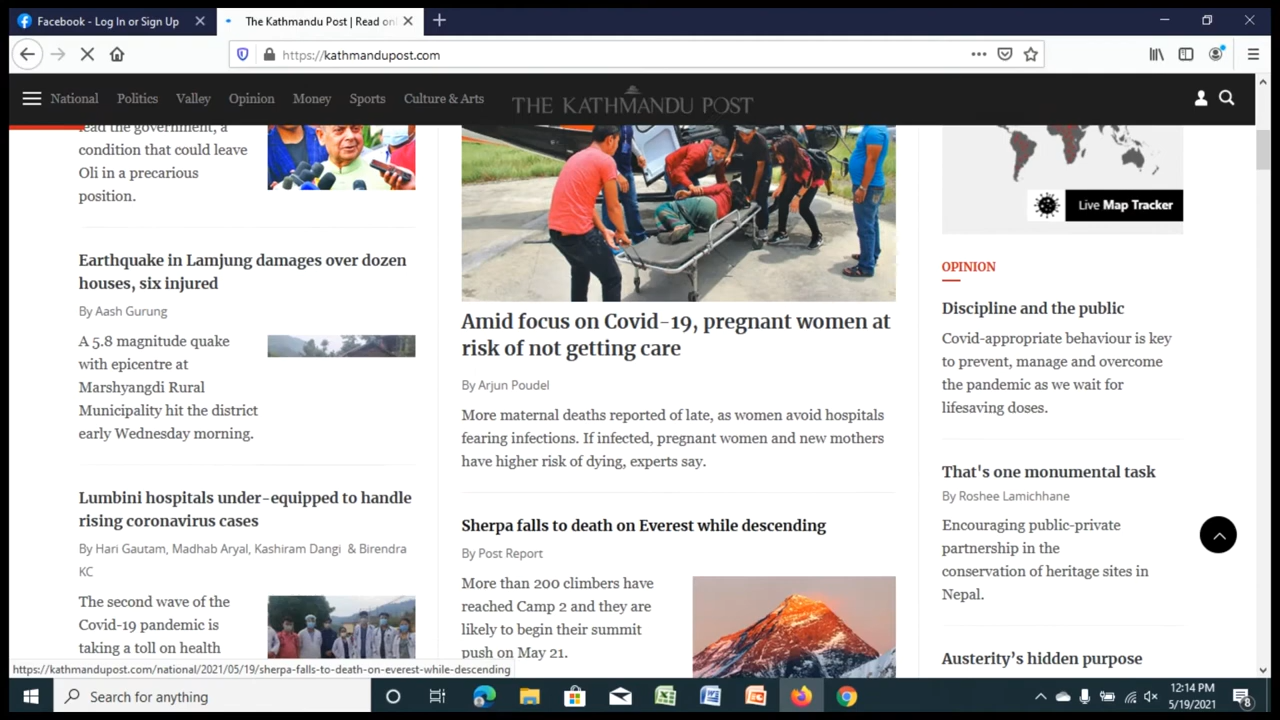 Facebook - Log In or Sign Up
The Kathmandu Post | Read onl
https://kathmandupost.com
National Politics Valley Opinion Money Sports Culture & Arts
THE KATHMANDU POST
lead the government, a
condition that could leave
Oli in a precarious
position.
Earthquake in Lamjung damages over dozen
houses, six injured
By Aash Gurung
A 5.8 magnitude quake
with epicentre at
Marshyangdi Rural
Municipality hit the district
early Wednesday morning.
Lumbini hospitals under-equipped to handle
rising coronavirus cases
By Hari Gautam, Madhab Aryal, Kashiram Dangi & Birendra
KC
The second wave of the
Covid-19 pandemic is
taking a toll on health
Amid focus on Covid-19, pregnant women at
risk of not getting care
By Arjun Poudel
More maternal deaths reported of late, as women avoid hospitals
fearing infections. If infected, pregnant women and new mothers
have higher risk of dying, experts say.
Sherpa falls to death on Everest while descending
By Post Report
More than 200 climbers have
reached Camp 2 and they are
likely to begin their summit
push on May 21.
Live Map Tracker
OPINION
Discipline and the public
Covid-appropriate behaviour is key
to prevent, manage and overcome
the pandemic as we wait for
lifesaving doses.
That's one monumental task
By Roshee Lamichhane
Encouraging public-private
partnership in the
conservation of heritage sites in
Nepal.
Austerity's hidden purpose
https://kathmandupost.com/national/2021/05/19/sherpa-falls-to-death-on-everest-while-descending
Search for anything
12:14 PM
5/19/2021
8